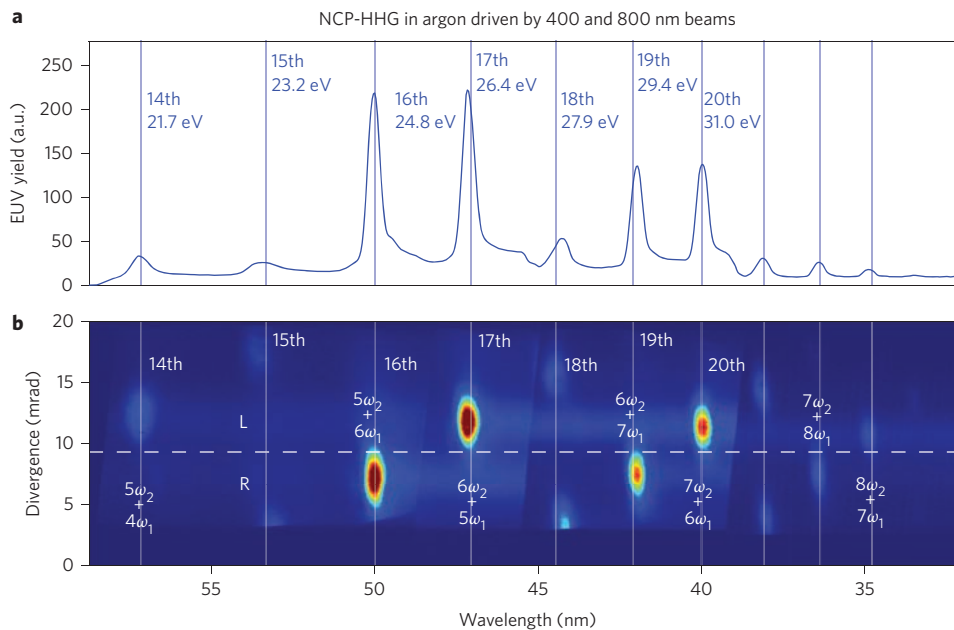 a
NCP-HHG in argon driven by 400 and 800 nm beams
EUV yield (a.u.)
250
200
150
100
50
0
14th
21.7 eV
15th
23.2 eV
16th
24.8 eV
17th
26.4 eV
18th
27.9 eV
19th
29.4 eV
20th
31.0 eV
b
Divergence (mrad)
20
15
10
5
0
14th
15th
16th
17th
18th
19th
20th
L
R
5ω₂
+
4ω₁
5ω₂
+
6ω₁
6ω₂
+
5ω₁
6ω₂
+
7ω₁
7ω₂
+
6ω₁
7ω₂
+
8ω₁
8ω₂
+
7ω₁
55
50
45
40
35
Wavelength (nm)